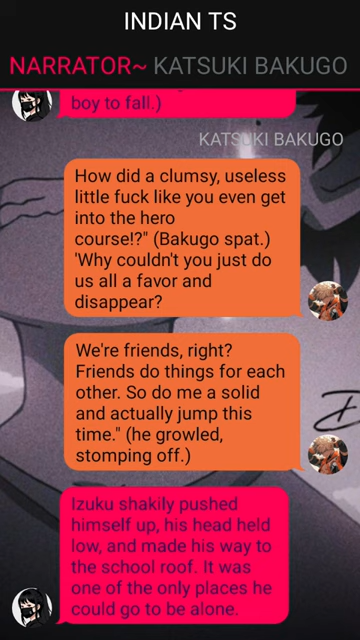 INDIAN TS
NARRATOR~ KATSUKI BAKUGO
boy to fall.)
KATSUKI BAKUGO
How did a clumsy, useless
little fuck like you even get
into the hero
course!?" (Bakugo spat.)
'Why couldn't you just do
us all a favor and
disappear?
We're friends, right?
Friends do things for each
other. So do me a solid
and actually jump this
time." (he growled,
stomping off.)
Izuku shakily pushed
himself up, his head held
low, and made his way to
the school roof. It was
one of the only places he
could go to be alone.